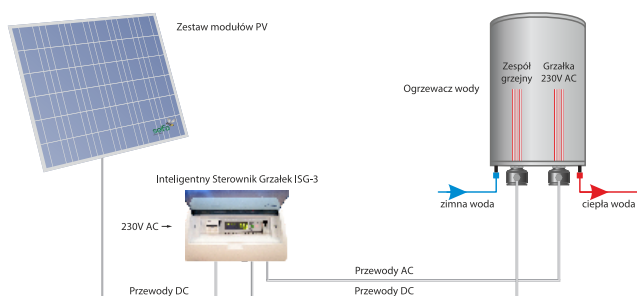 Zestaw modułów PV
Zespół
grzejny
Grzałka
230V AC
Ogrzewacz wody
Inteligentny Sterownik Grzałek ISG-3
230V AC →
zimna woda
ciepła woda
Przewody AC
Przewody DC
Przewody DC